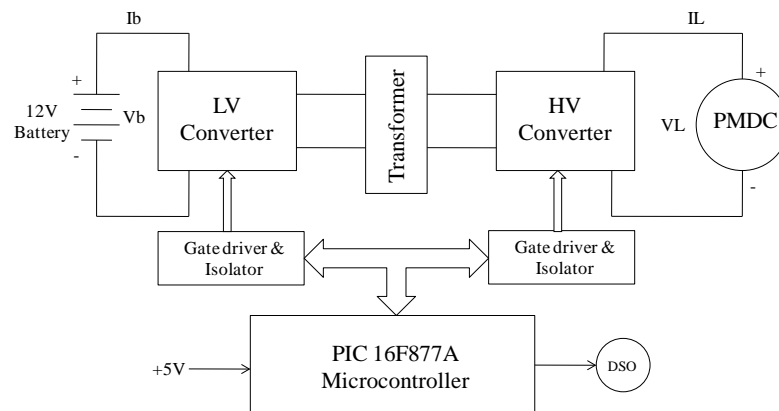 Ib
IL
+
12V
Battery
Vb
-
LV
Converter
Transformer
HV
Converter
VL
+
PMDC
-
Gate driver &
Isolator
Gate driver &
Isolator
+5V
PIC 16F877A
Microcontroller
DSO